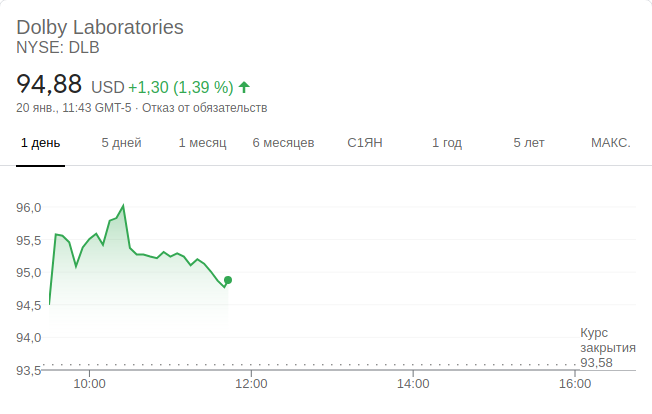 Dolby Laboratories
NYSE: DLB
94,88 USD +1,30 (1,39 %)
20 янв., 11:43 GMT-5 · Отказ от обязательств
1 день 5 дней 1 месяц 6 месяцев С1ЯН 1 год 5 лет МАКС.
96,0
95,5
95,0
94,5
94,0
93,5
Курс
закрытия
93,58
10:00 12:00 14:00 16:00